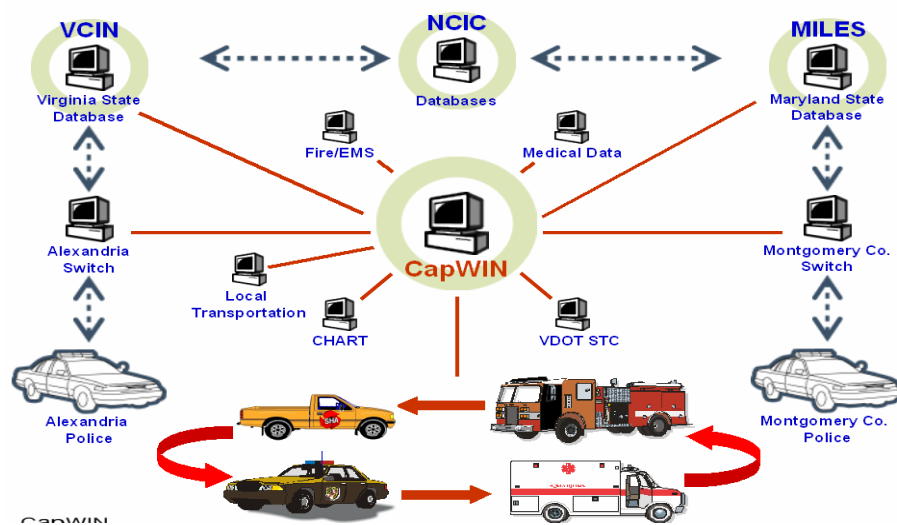 VCIN
NCIC
MILES
Virginia State
Database
Databases
Maryland State
Database
Fire/EMS
Medical Data
Alexandria
Switch
CapWIN
Montgomery Co.
Switch
Local
Transportation
CHART
VDOT STC
Alexandria
Police
SHA
Montgomery Co.
Police
CapWIN